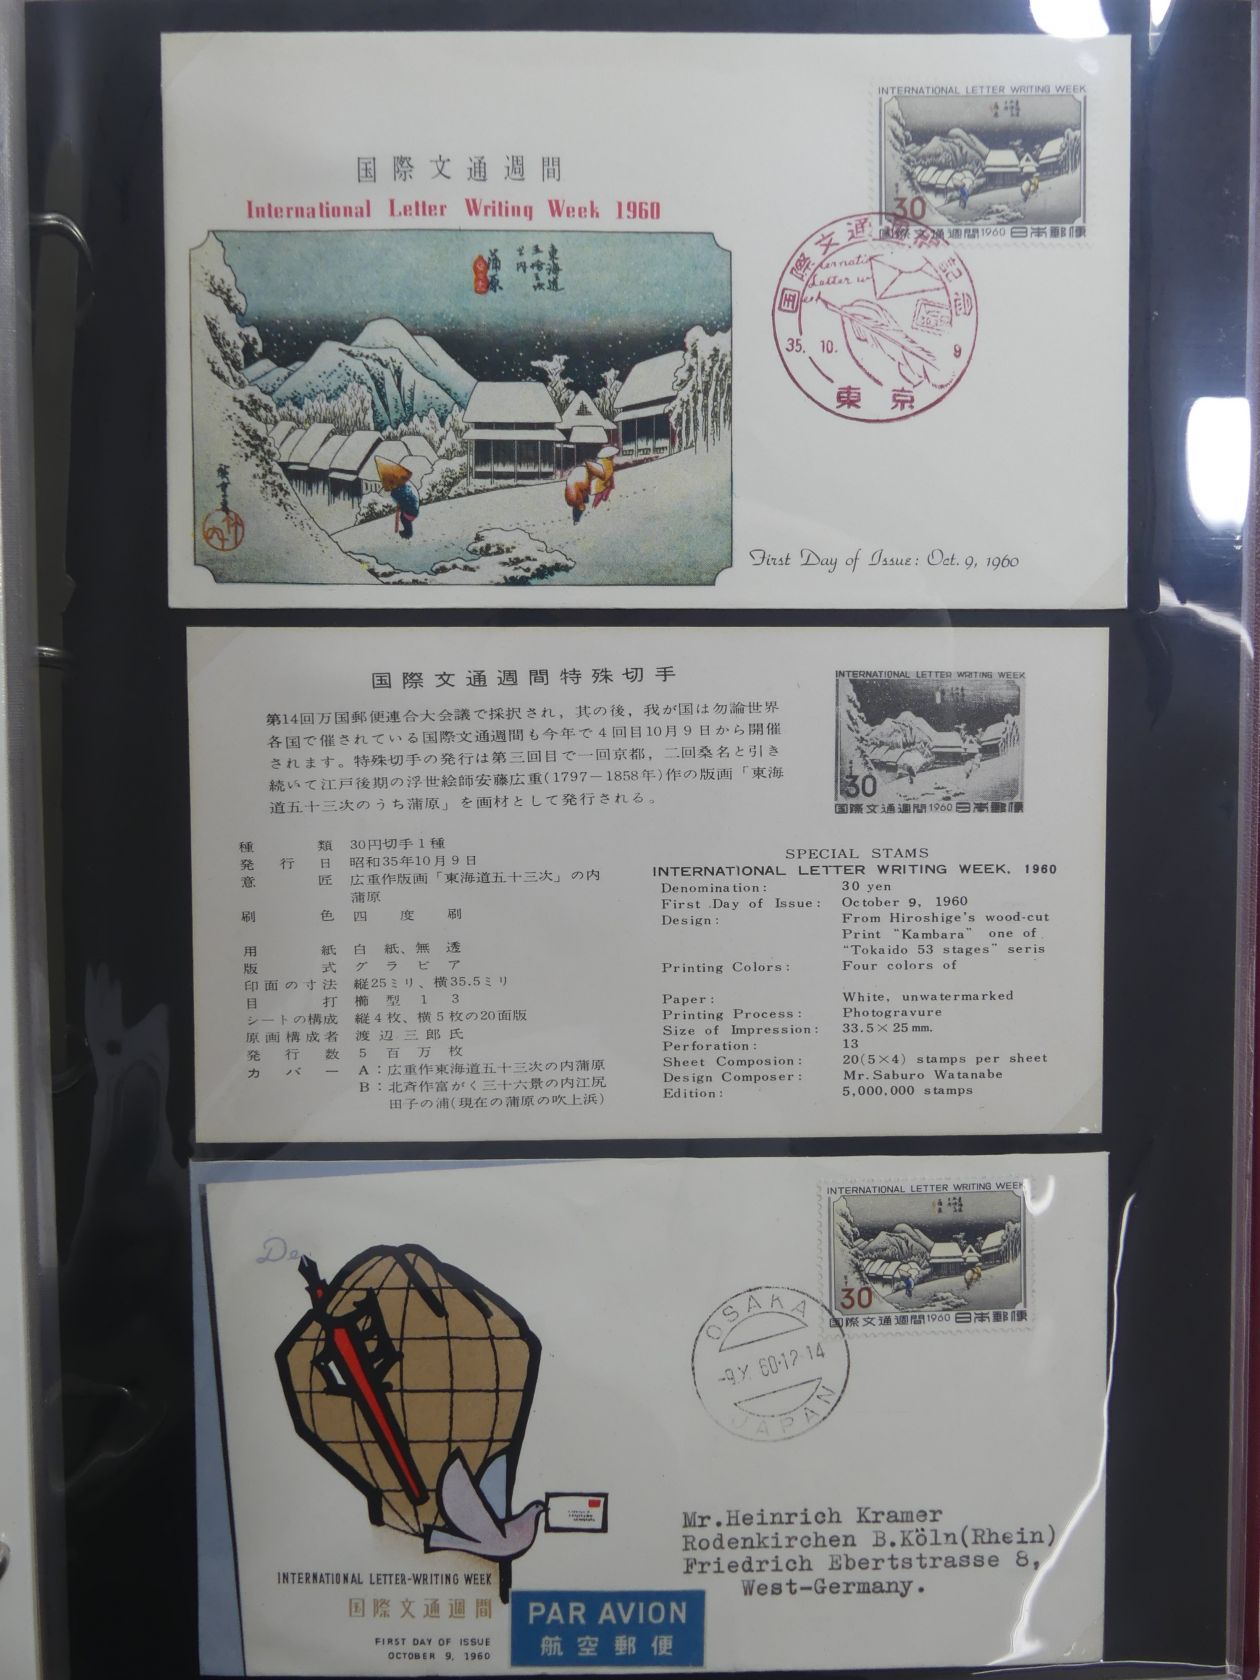 INTERNATIONAL LETTER WRITING WEEK
30
国際文通週間1960 日本郵便
国際文通週間
International Letter Writing Week 1960
東海道
五拾三次
之内
蒲原
35. 10. 9
東京
First Day of Issue: Oct. 9, 1960
国際文通週間特殊切手
第14回万国郵便連合大会議で採択され，其の後，我が国は勿論世界
各国で催されている国際文通週間も今年で４回目10月９日から開催
されます。特殊切手の発行は第三回目で一回京都，二回桑名と引き
続いて江戸後期の浮世絵師安藤広重(1797－1858年)作の版画「東海
道五十三次のうち蒲原」を画材として発行される。
INTERNATIONAL LETTER WRITING WEEK
30
国際文通週間1960 日本郵便
種類 30円切手１種
発行日 昭和35年10月９日
意匠 広重作版画「東海道五十三次」の内
蒲原
刷色 四度刷
用紙 白紙、無透
版式 グラビア
印面の寸法 縦25ミリ、横35.5ミリ
目打 櫛型１３
シートの構成 縦４枚、横５枚の20面版
原画構成者 渡辺三郎氏
発行数 ５百万枚
カバー A：広重作東海道五十三次の内蒲原
B：北斉作富がく三十六景の内江尻
田子の浦(現在の蒲原の吹上浜)
SPECIAL STAMS
INTERNATIONAL LETTER WRITING WEEK, 1960
Denomination: 30 yen
First Day of Issue: October 9, 1960
Design: From Hiroshige's wood-cut
Print "Kambara" one of
"Tokaido 53 stages" seris
Printing Colors: Four colors of
Paper: White, unwatermarked
Printing Process: Photogravure
Size of Impression: 33.5×25 mm.
Perforation: 13
Sheet Composion: 20(5×4) stamps per sheet
Design Composer: Mr. Saburo Watanabe
Edition: 5,000,000 stamps
INTERNATIONAL LETTER WRITING WEEK
30
国際文通週間1960 日本郵便
OSAKA
-9.X.60.12-14
JAPAN
Mr.Heinrich Kramer
Rodenkirchen B.Köln(Rhein)
Friedrich Ebertstrasse 8,
West-Germany.
INTERNATIONAL LETTER-WRITING WEEK
国際文通週間
FIRST DAY OF ISSUE
OCTOBER 9, 1960
PAR AVION
航空郵便